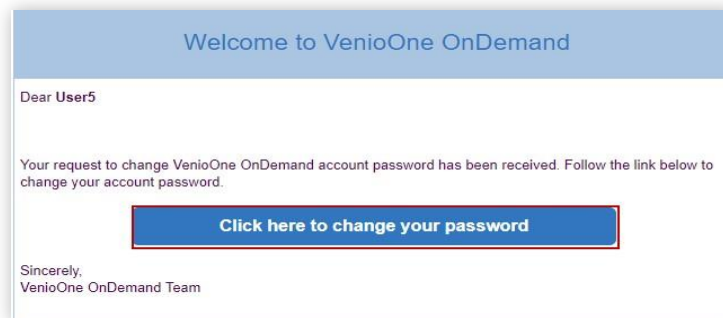 Welcome to VenioOne OnDemand
Dear User5
Your request to change VenioOne OnDemand account password has been received. Follow the link below to
change your account password.
Click here to change your password
Sincerely,
VenioOne OnDemand Team